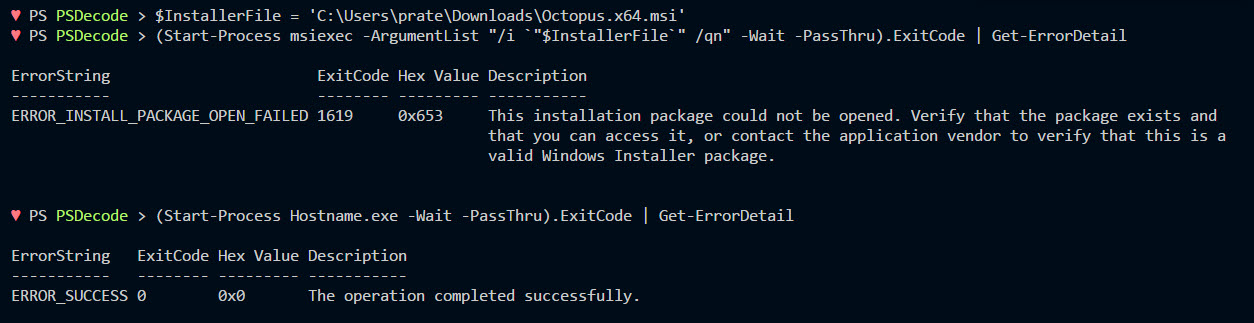 ♥ PS PSDecode > $InstallerFile = 'C:\Users\prate\Downloads\Octopus.x64.msi'
♥ PS PSDecode > (Start-Process msiexec -ArgumentList "/i `"$InstallerFile`" /qn" -Wait -PassThru).ExitCode | Get-ErrorDetail
ErrorString                     ExitCode Hex Value Description
-----------                     -------- --------- -----------
ERROR_INSTALL_PACKAGE_OPEN_FAILED 1619     0x653     This installation package could not be opened. Verify that the package exists and
that you can access it, or contact the application vendor to verify that this is a
valid Windows Installer package.
♥ PS PSDecode > (Start-Process Hostname.exe -Wait -PassThru).ExitCode | Get-ErrorDetail
ErrorString   ExitCode Hex Value Description
-----------   -------- --------- -----------
ERROR_SUCCESS 0        0x0       The operation completed successfully.